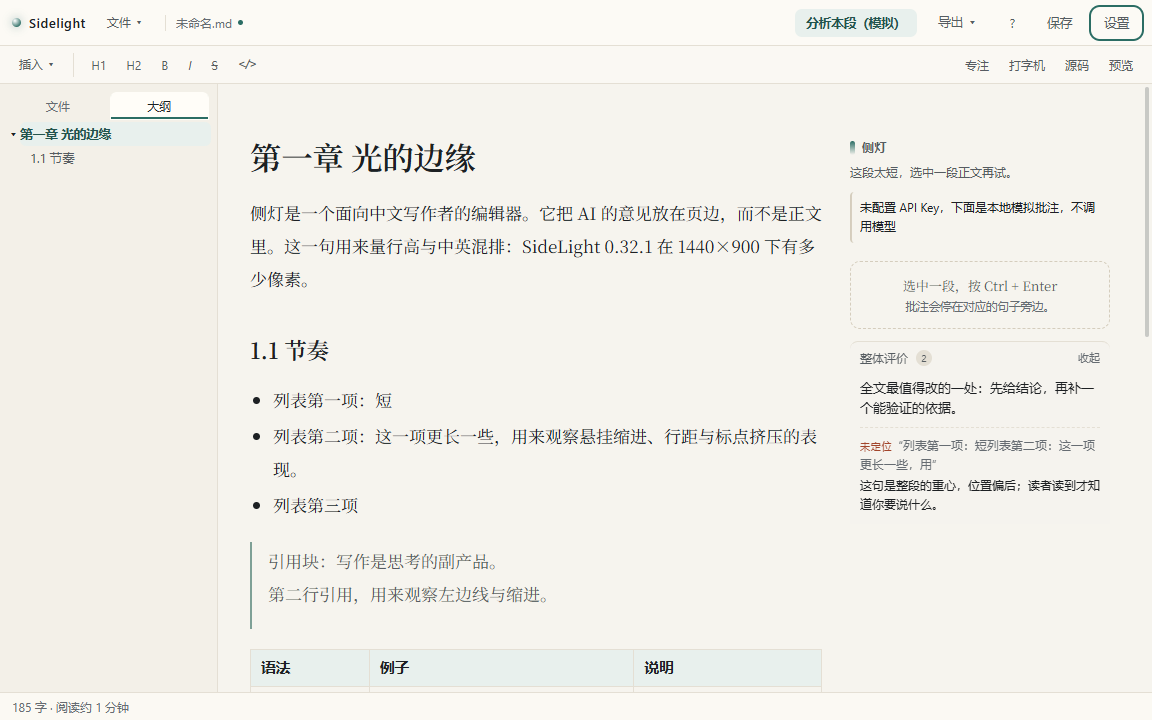 Sidelight 文件 未命名.md 分析本段（模拟） 导出 ? 保存 设置
插入 H1 H2 B I S </> 专注 打字机 源码 预览
文件 大纲
第一章 光的边缘
1.1 节奏
第一章 光的边缘
侧灯是一个面向中文写作者的编辑器。它把 AI 的意见放在页边，而不是正文
里。这一句用来量行高与中英混排：SideLight 0.32.1 在 1440×900 下有多
少像素。
1.1 节奏
列表第一项：短
列表第二项：这一项更长一些，用来观察悬挂缩进、行距与标点挤压的表
现。
列表第三项
引用块：写作是思考的副产品。
第二行引用，用来观察左边线与缩进。
语法 例子 说明
侧灯
这段太短，选中一段正文再试。
未配置 API Key，下面是本地模拟批注，不调
用模型
选中一段，按 Ctrl + Enter
批注会停在对应的句子旁边。
整体评价 2 收起
全文最值得改的一处：先给结论，再补一
个能验证的依据。
未定位 “列表第一项：短列表第二项：这一项
更长一些，用”
这句是整段的重心，位置偏后；读者读到才知
道你要说什么。
185 字 · 阅读约 1 分钟